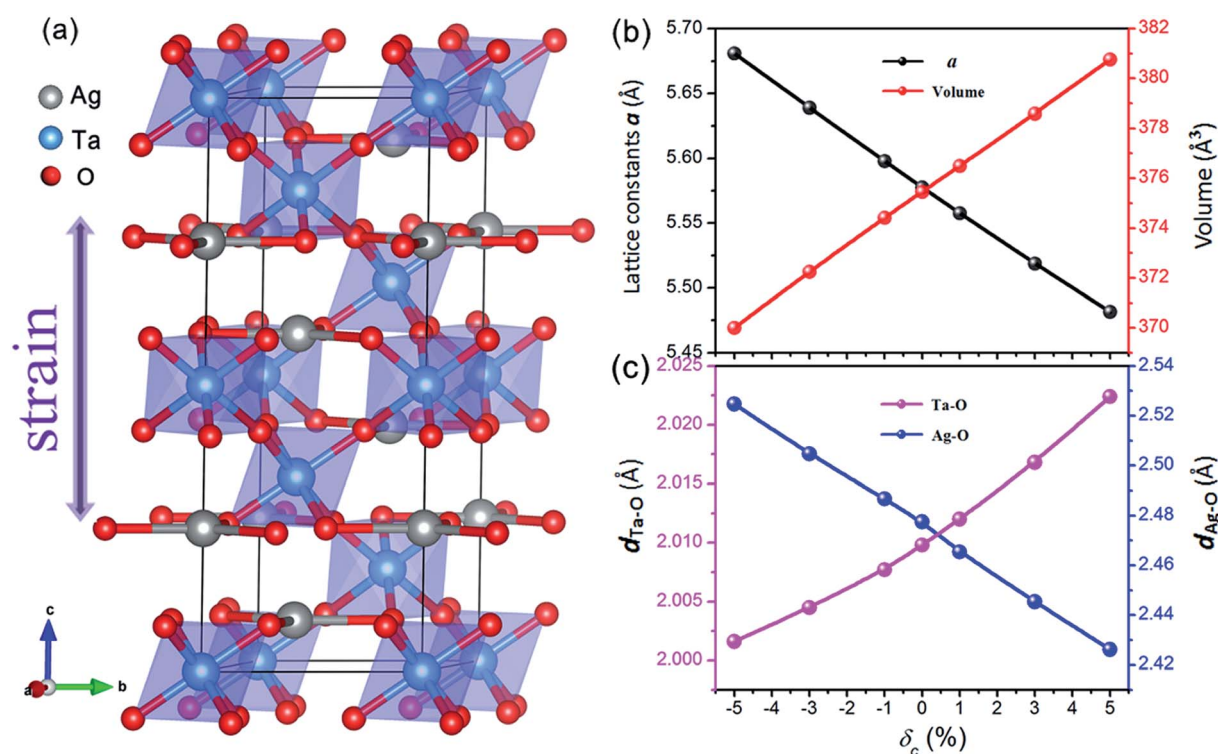 (a)
Ag
Ta
O
strain
c
a
b
(b)
5.70
5.65
5.60
5.55
5.50
5.45
Lattice constants a (Å)
a
Volume
382
380
378
376
374
372
370
Volume (Å³)
(c)
2.025
2.020
2.015
2.010
2.005
2.000
dTa-O (Å)
Ta-O
Ag-O
2.54
2.52
2.50
2.48
2.46
2.44
2.42
dAg-O (Å)
-5 -4 -3 -2 -1 0 1 2 3 4 5
δc (%)